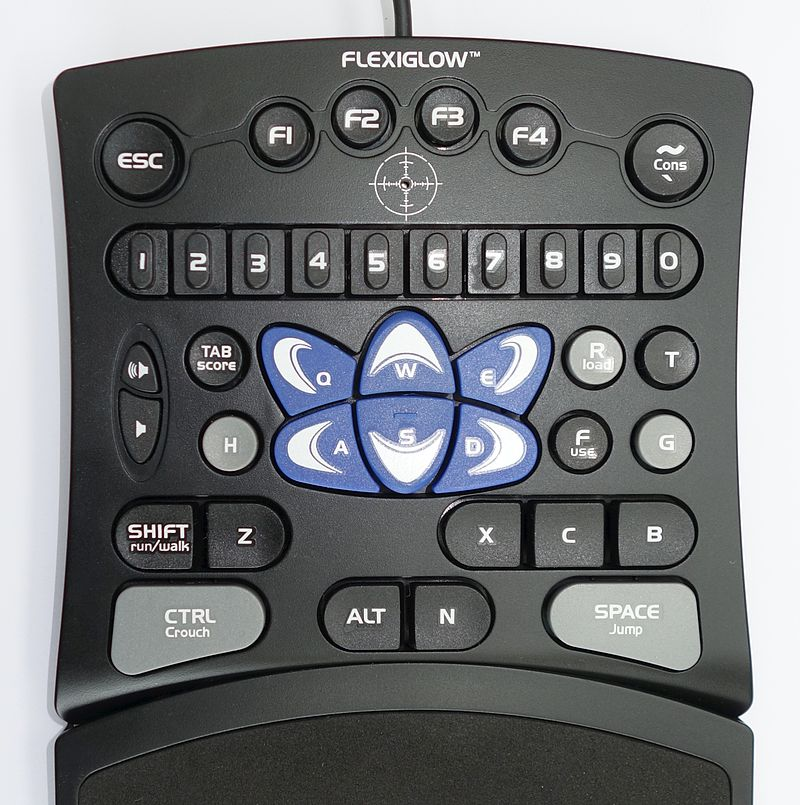 FLEXIGLOW™
ESC
F1
F2
F3
F4
~
Cons
`
1 2 3 4 5 6 7 8 9 0
TAB
score
Q
W
E
R
load
T
H
A
S
D
F
USE
G
SHIFT
run/walk
Z
X
C
B
CTRL
Crouch
ALT
N
SPACE
Jump